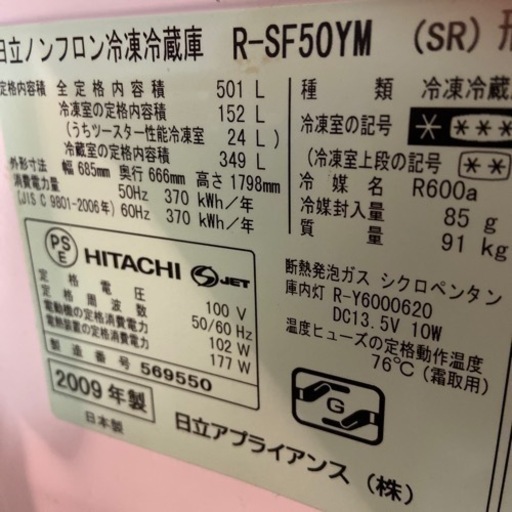 日立ノンフロン冷凍冷蔵庫 R-SF50YM (SR) 形
定格内容積 全定格内容積 501 L
冷凍室の定格内容積 152 L
(うちツースター性能冷凍室 24 L)
冷蔵室の定格内容積 349 L
外形寸法 幅 685mm 奥行 666mm 高さ 1798mm
消費電力量 50Hz 370 kWh/年
(JIS C 9801-2006年) 60Hz 370 kWh/年
種類 冷凍冷蔵
冷凍室の記号 * ***
(冷凍室上段の記号 **
冷媒名 R600a
冷媒封入量 85 g
質量 91 kg
断熱発泡ガス シクロペンタン
庫内灯 R-Y6000620
DC13.5V 10W
温度ヒューズの定格動作温度
76℃ (霜取用)
PS
E
HITACHI S JET
定格電圧 100 V
定格周波数 50/60 Hz
電動機の定格消費電力 102 W
電熱装置の定格消費電力 177 W
製造番号 569550
2009 年製
日本製
日立アプライアンス (株)
G